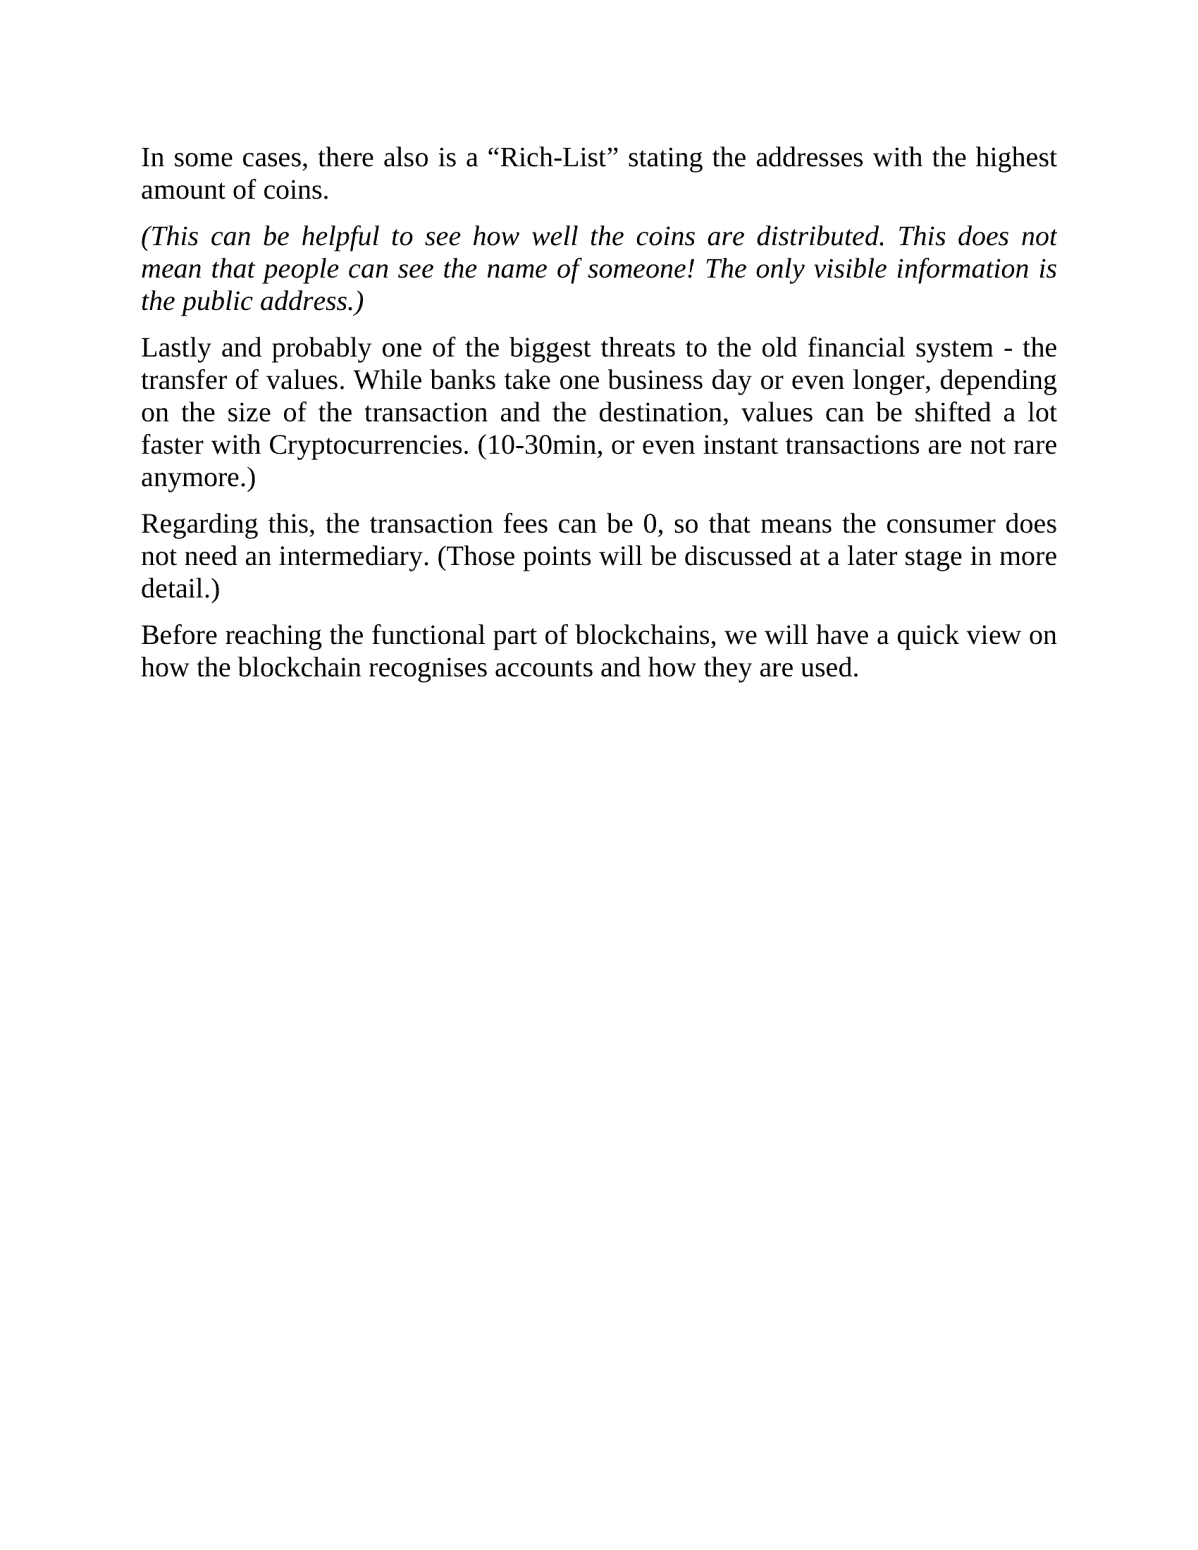 In some cases, there also is a “Rich-List” stating the addresses with the highest
amount of coins.
(This can be helpful to see how well the coins are distributed. This does not
mean that people can see the name of someone! The only visible information is
the public address.)
Lastly and probably one of the biggest threats to the old financial system - the
transfer of values. While banks take one business day or even longer, depending
on the size of the transaction and the destination, values can be shifted a lot
faster with Cryptocurrencies. (10-30min, or even instant transactions are not rare
anymore.)
Regarding this, the transaction fees can be 0, so that means the consumer does
not need an intermediary. (Those points will be discussed at a later stage in more
detail.)
Before reaching the functional part of blockchains, we will have a quick view on
how the blockchain recognises accounts and how they are used.